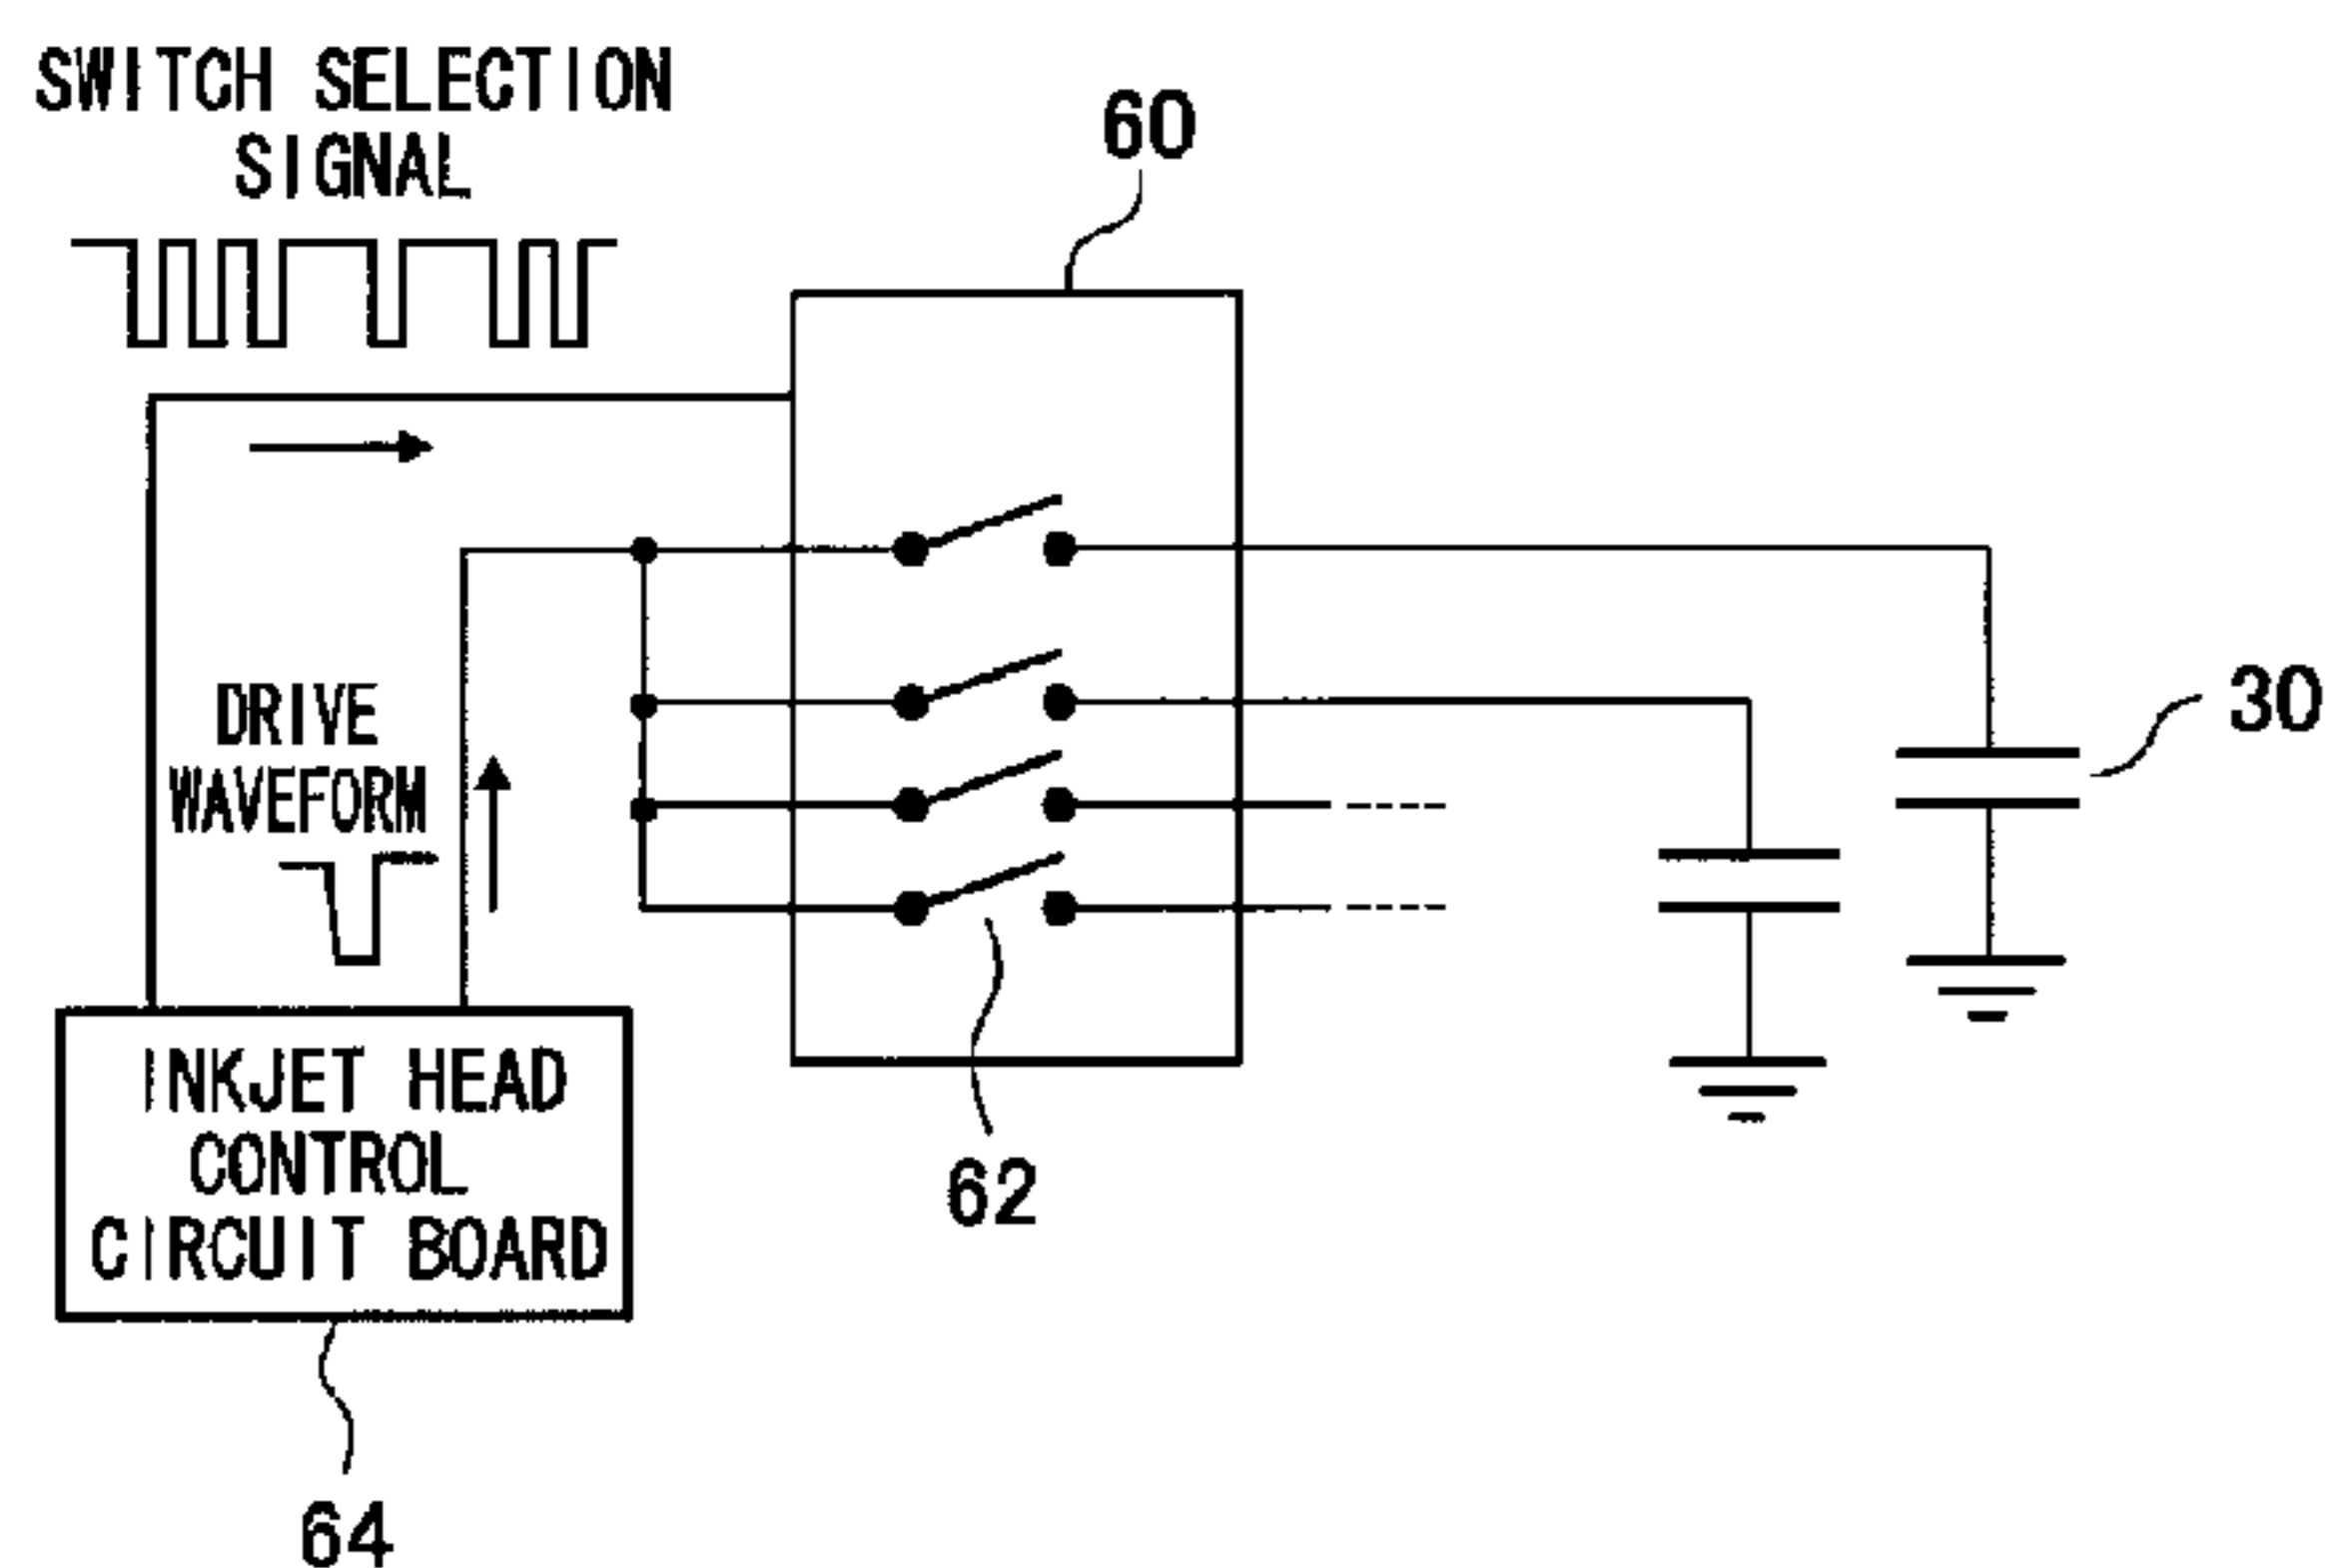 SWITCH SELECTION
SIGNAL
60
DRIVE
WAVEFORM
30
INKJET HEAD
CONTROL
CIRCUIT BOARD
62
64